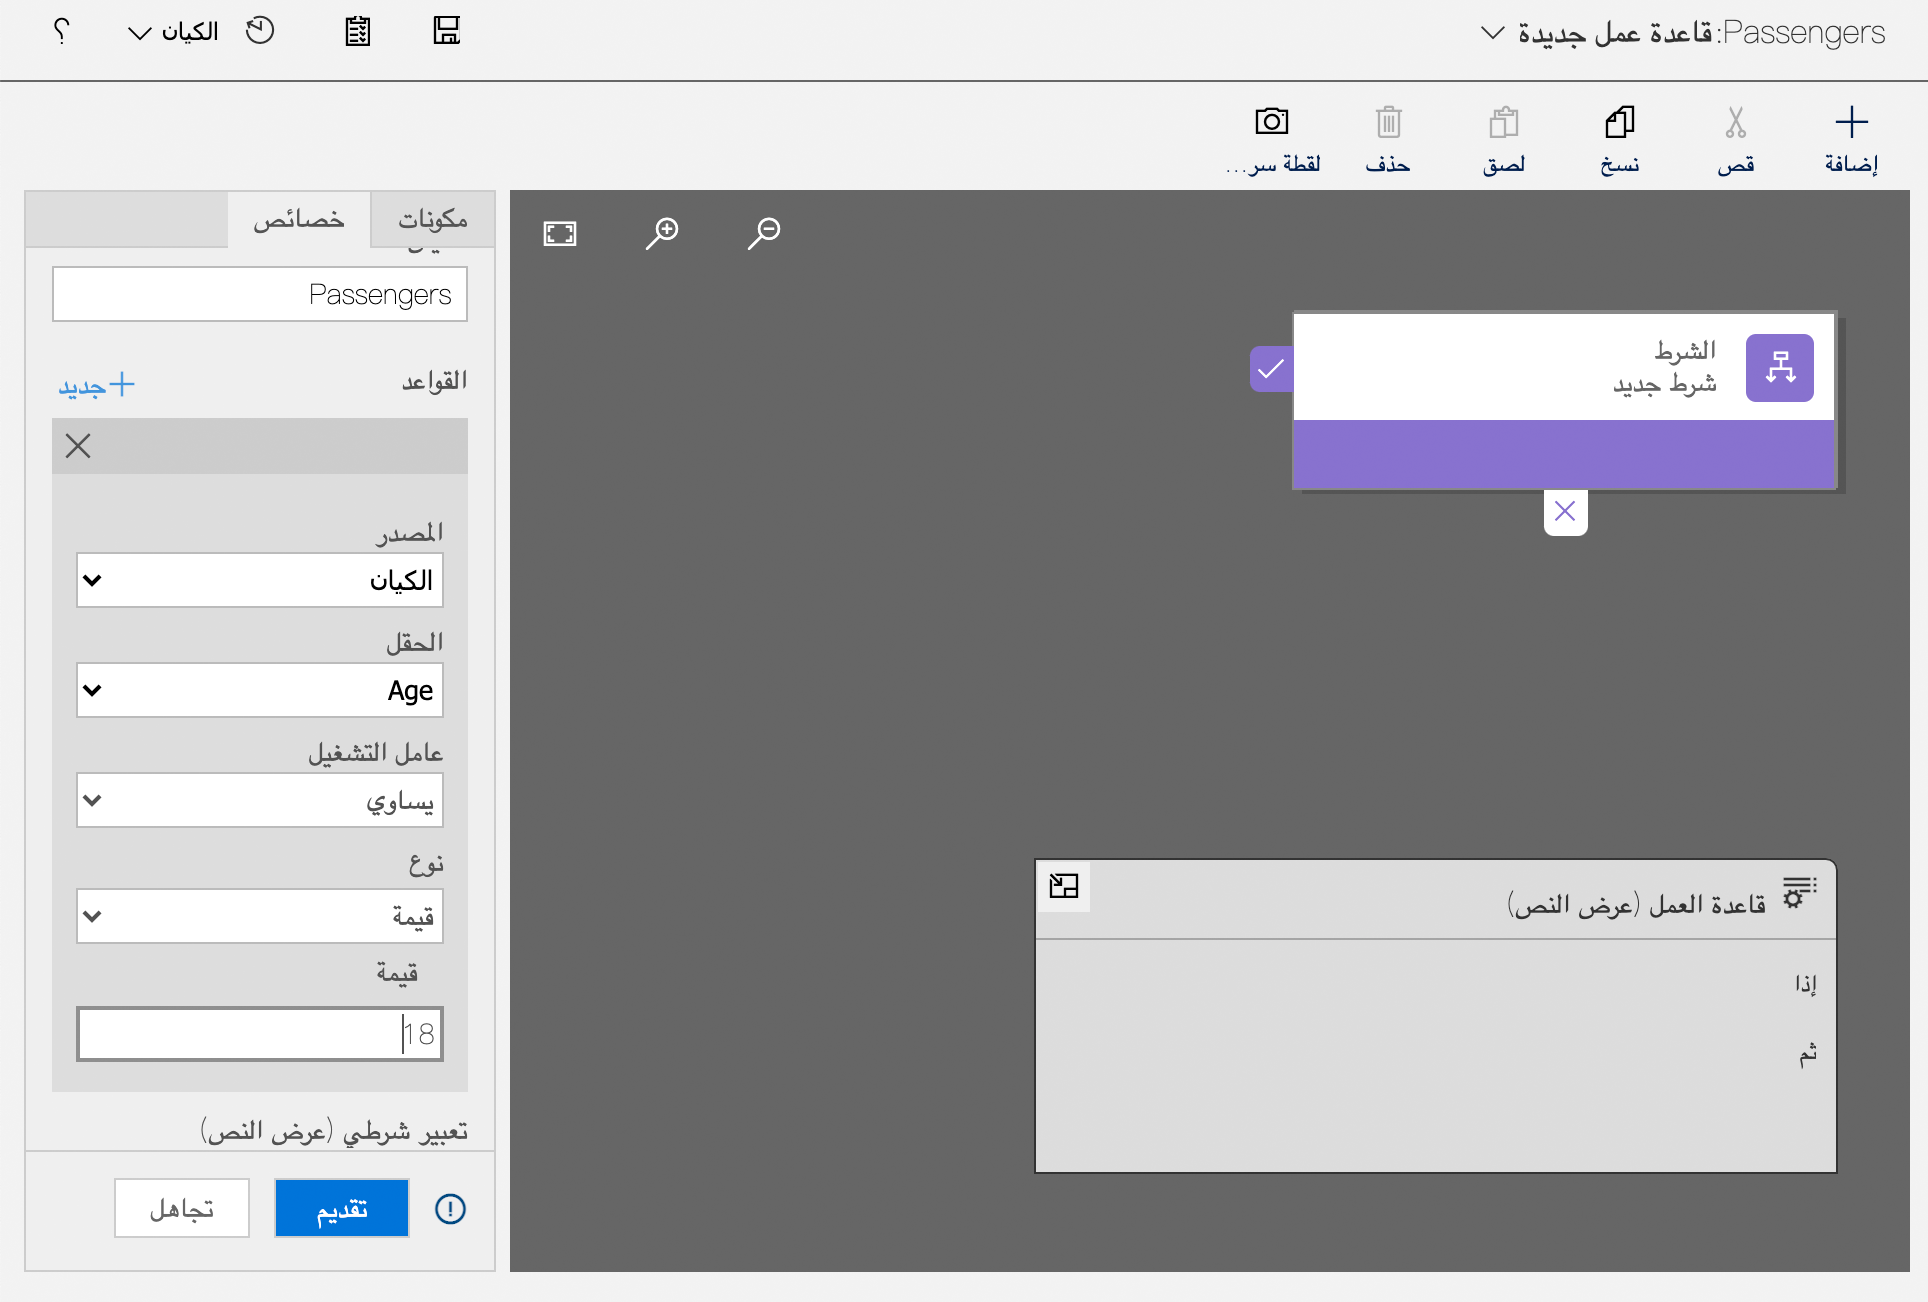 Passengers: قاعدة عمل جديدة
الكيان
؟
إضافة
قص
نسخ
لصق
حذف
لقطة سر...
مكونات
خصائص
Passengers
القواعد
جديد
المصدر
الكيان
الحقل
Age
عامل التشغيل
يساوي
نوع
قيمة
قيمة
18
تعبير شرطي (عرض النص)
تقديم
تجاهل
الشرط
شرط جديد
قاعدة العمل (عرض النص)
إذا
ثم